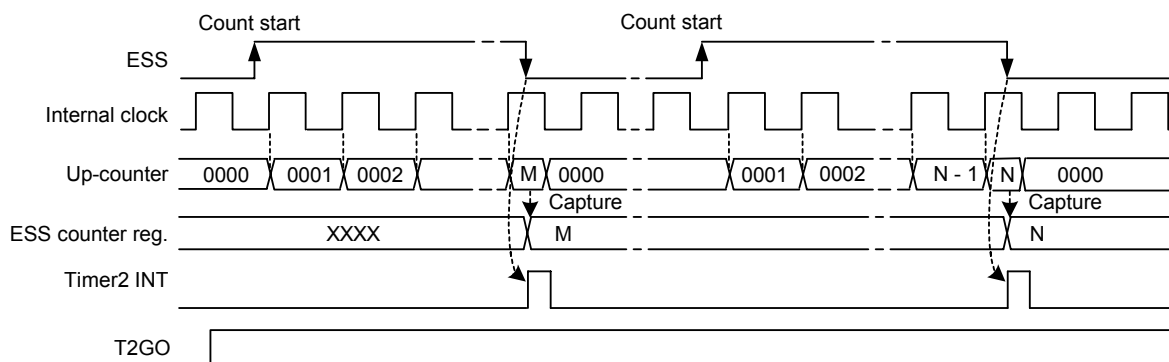 Count start Count start
ESS
Internal clock
Up-counter 0000 0001 0002 M 0000 0001 0002 N - 1 N 0000
Capture Capture
ESS counter reg. XXXX M N
Timer2 INT
T2GO